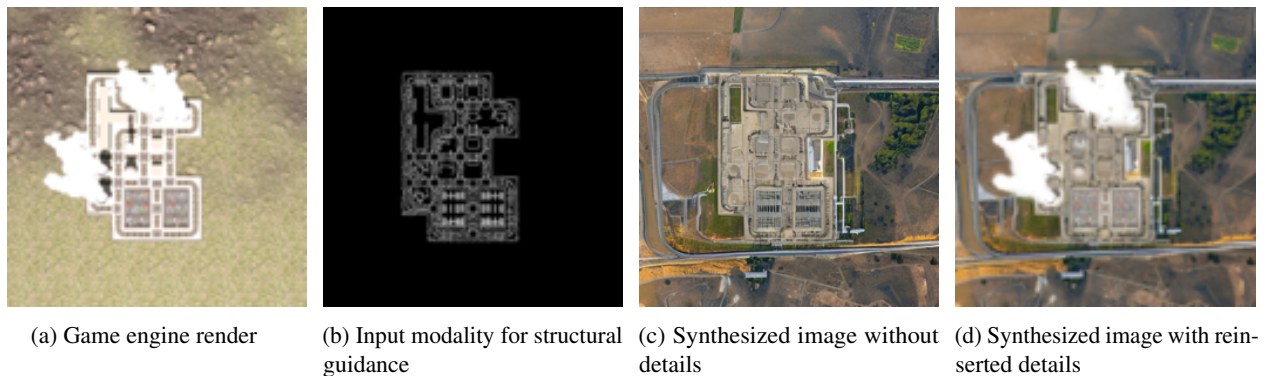 (a) Game engine render
(b) Input modality for structural
guidance
(c) Synthesized image without
details
(d) Synthesized image with rein-
serted details